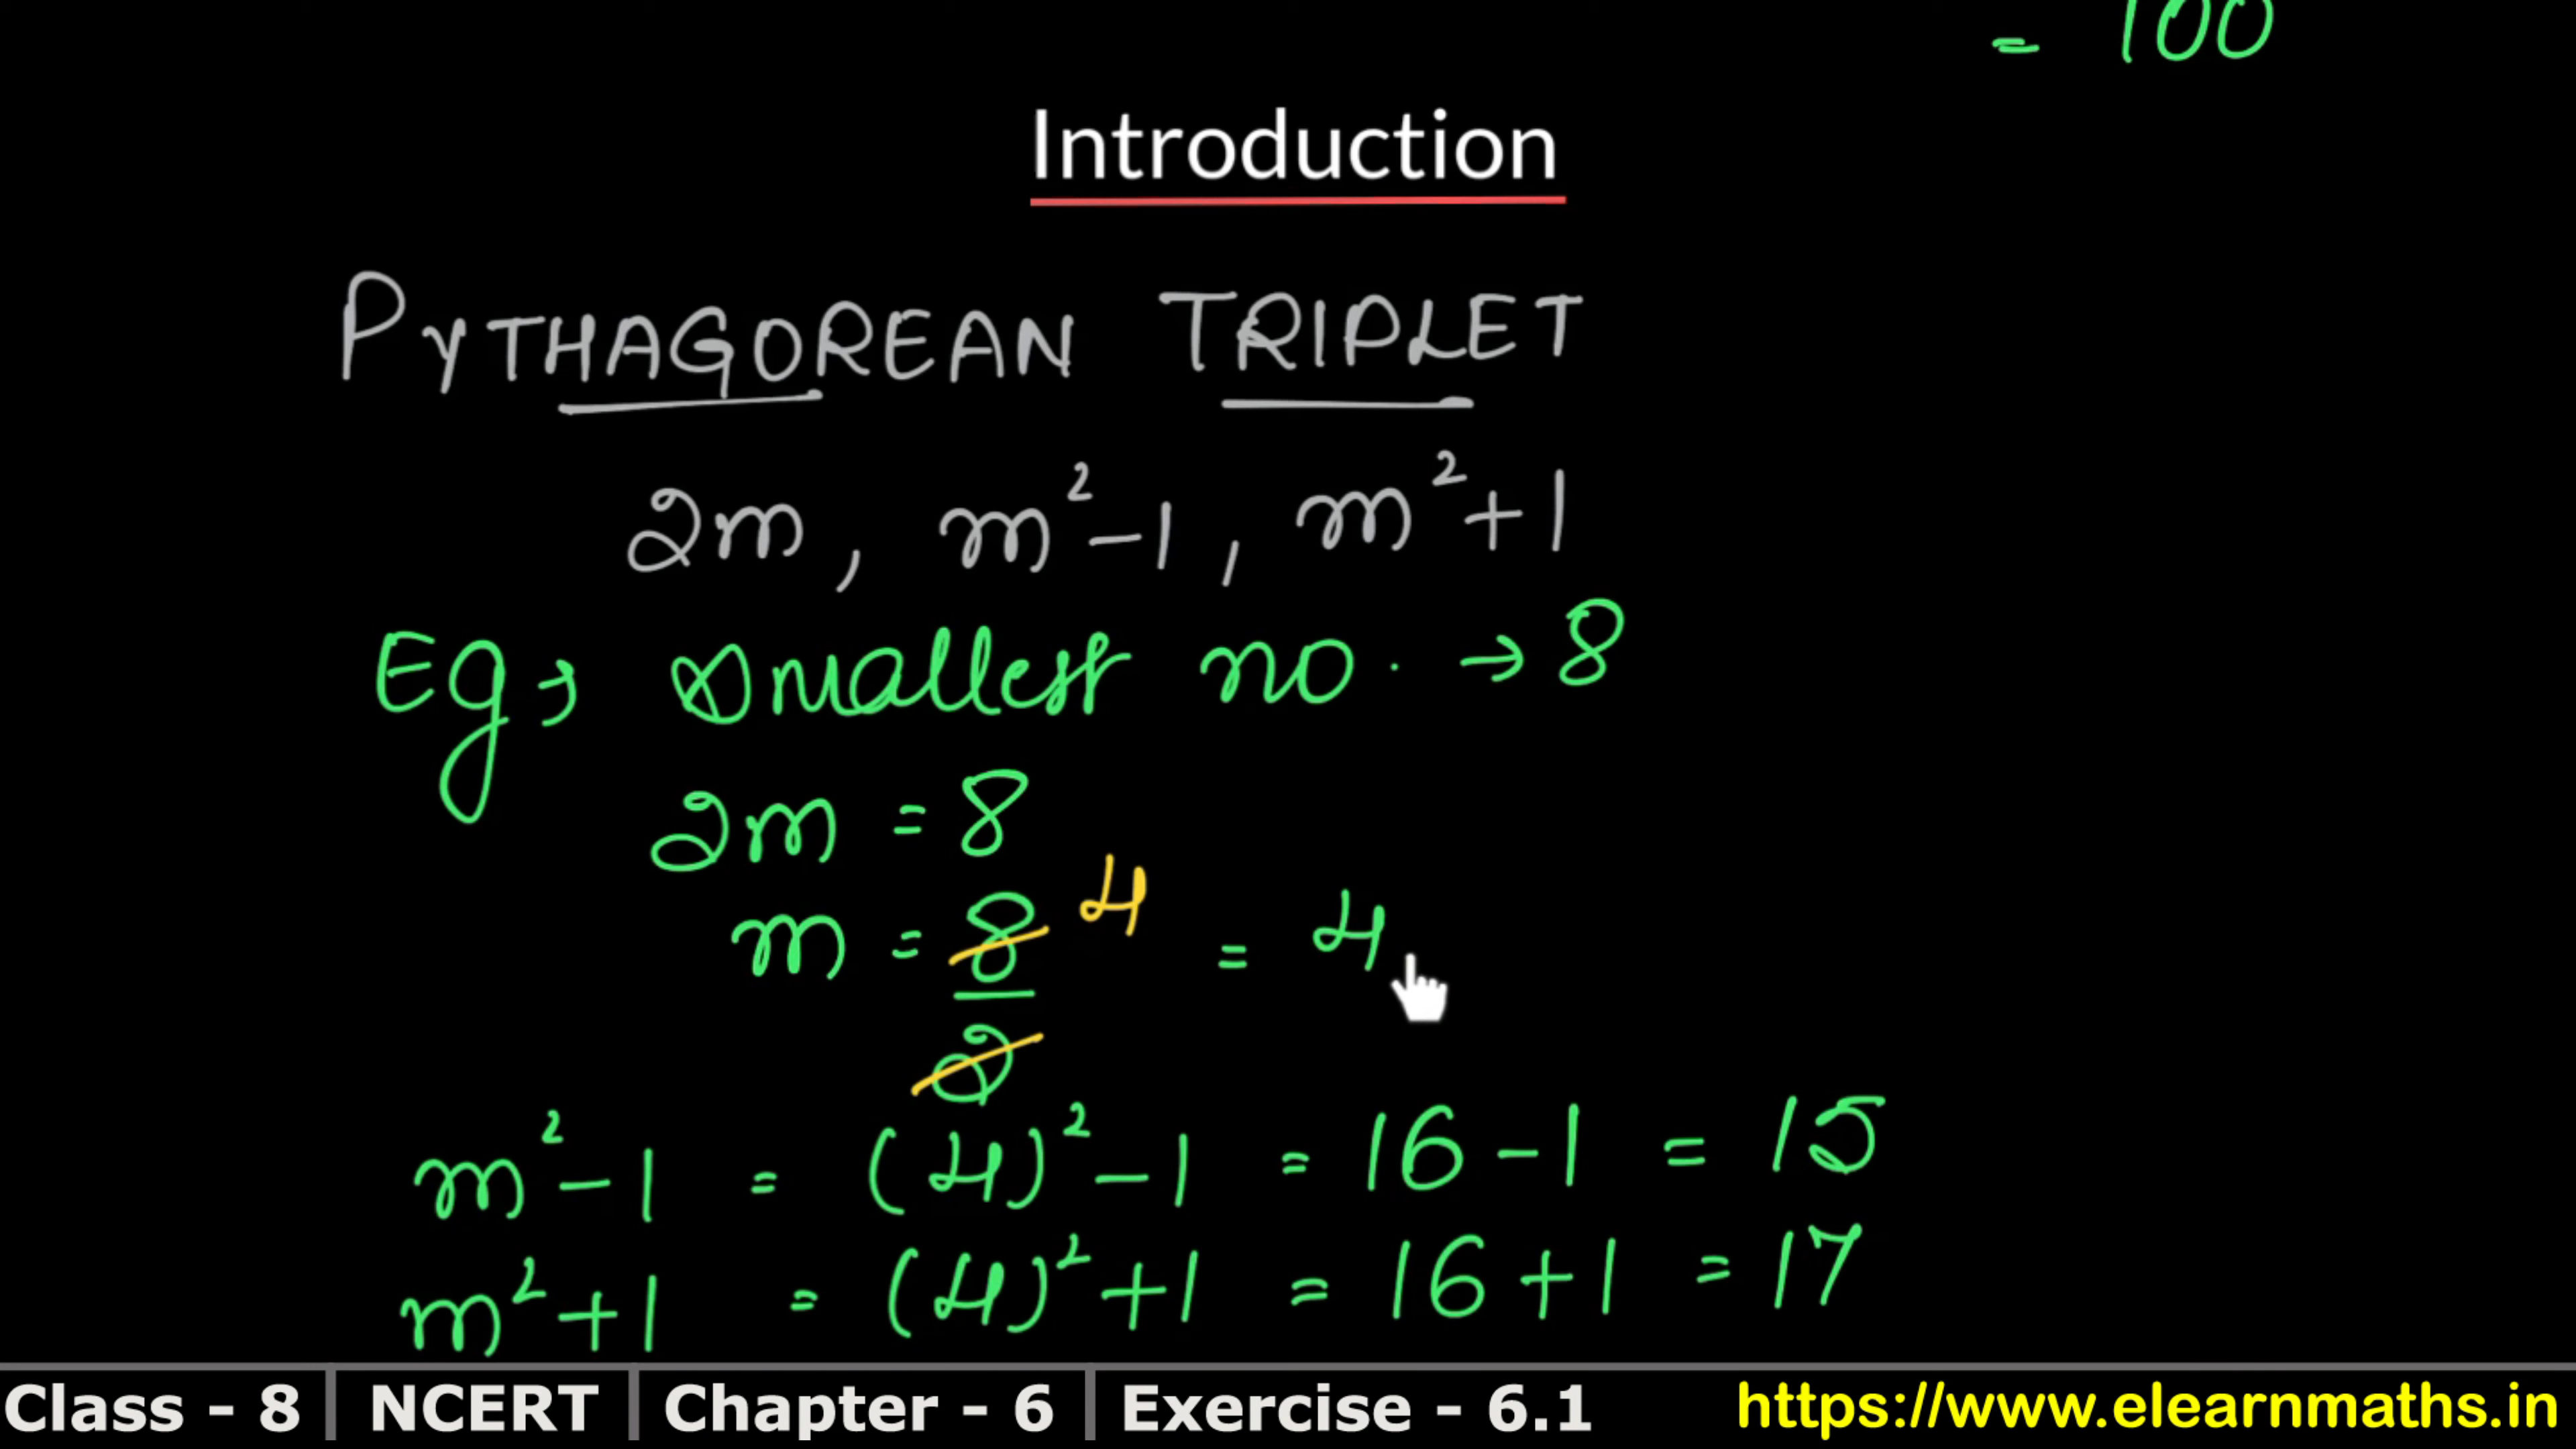 = 100
Introduction
PYTHAGOREAN TRIPLET
2m, m²-1, m²+1
Eg, smallest no. → 8
2m = 8
m = 8/2 4 = 4
m²-1 = (4)²-1 = 16-1 = 15
m²+1 = (4)²+1 = 16+1 = 17
Class - 8 | NCERT | Chapter - 6 | Exercise - 6.1 https://www.elearnmaths.in